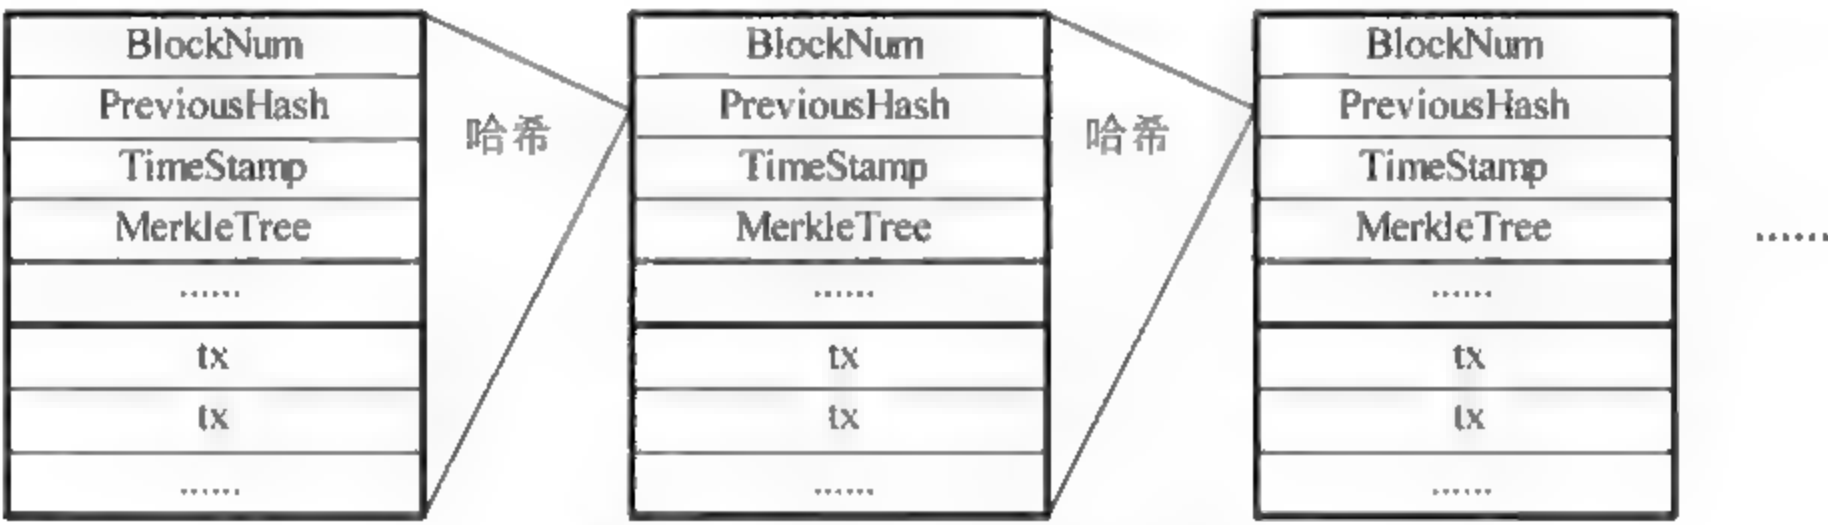 BlockNum
PreviousHash
TimeStamp
MerkleTree
......
tx
tx
......
哈希
BlockNum
PreviousHash
TimeStamp
MerkleTree
......
tx
tx
......
哈希
BlockNum
PreviousHash
TimeStamp
MerkleTree
......
tx
tx
......
......